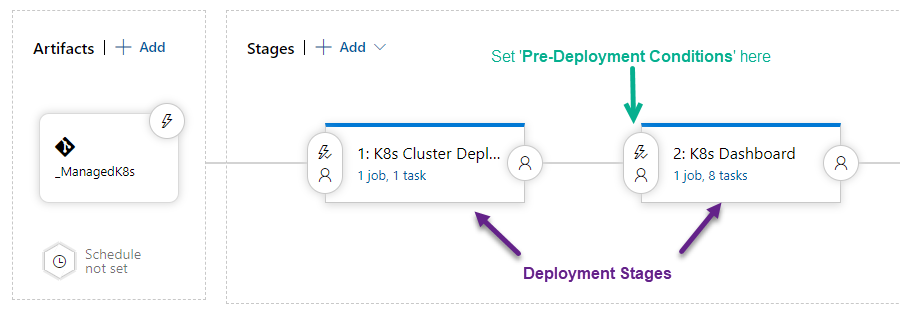 Artifacts | + Add
Stages | + Add
Set 'Pre-Deployment Conditions' here
_ManagedK8s
1: K8s Cluster Depl...
1 job, 1 task
2: K8s Dashboard
1 job, 8 tasks
Schedule
not set
Deployment Stages